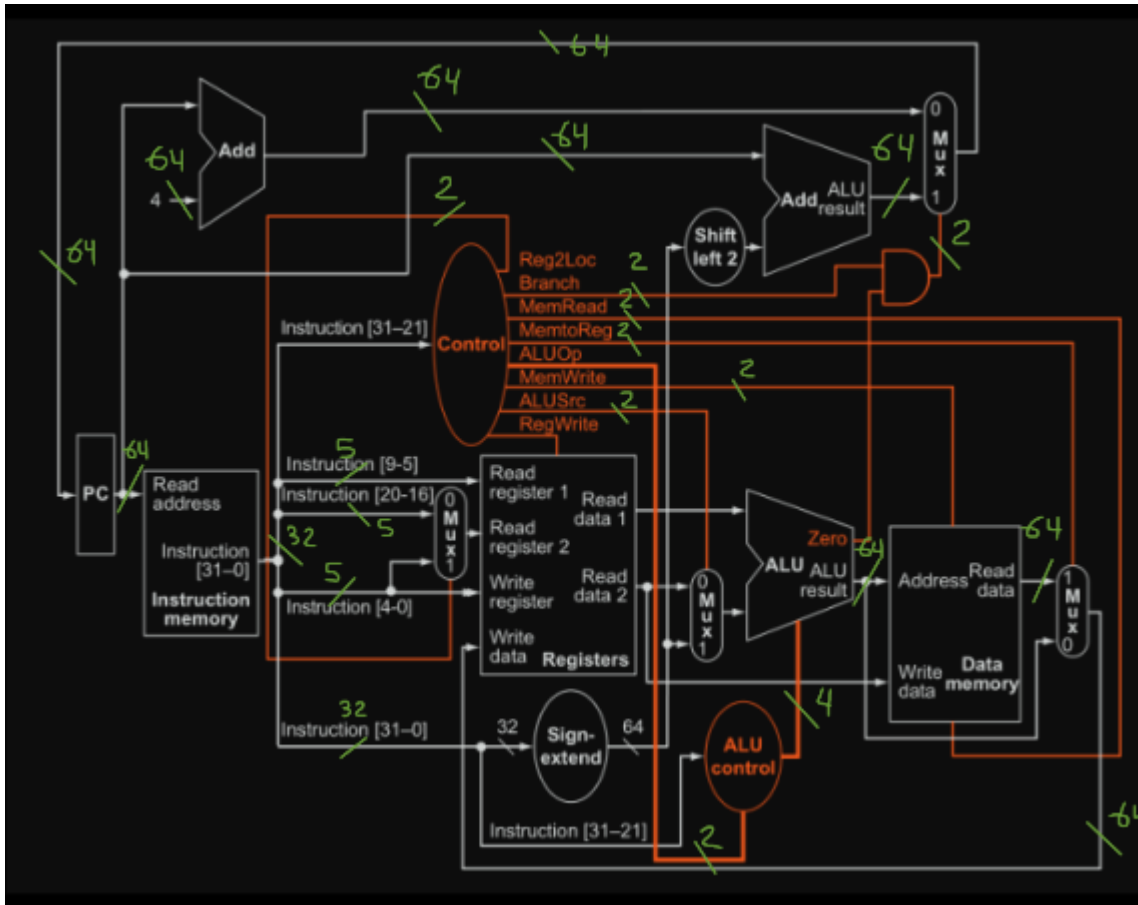 64
64
0
Mux
1
Add
64
4
64
64
Add
ALU
result
64
2
2
Shift
left 2
Reg2Loc
Branch
2
MemRead
2
MemtoReg
2
ALUOp
MemWrite
2
ALUSrc
2
RegWrite
Instruction [31–21]
Control
PC
64
Read
address
Instruction
[31–0]
Instruction
memory
32
5
Instruction [9-5]
Instruction [20-16]
5
0
Mux
1
5
Instruction [4-0]
Read
register 1
Read
register 2
Write
register
Write
data
Read
data 1
Read
data 2
Registers
0
Mux
1
ALU
Zero
ALU
result
64
Address
Read
data
64
Write
data
Data
memory
1
Mux
0
4
32
Instruction [31–0]
32
Sign-
extend
64
ALU
control
Instruction [31–21]
2
64